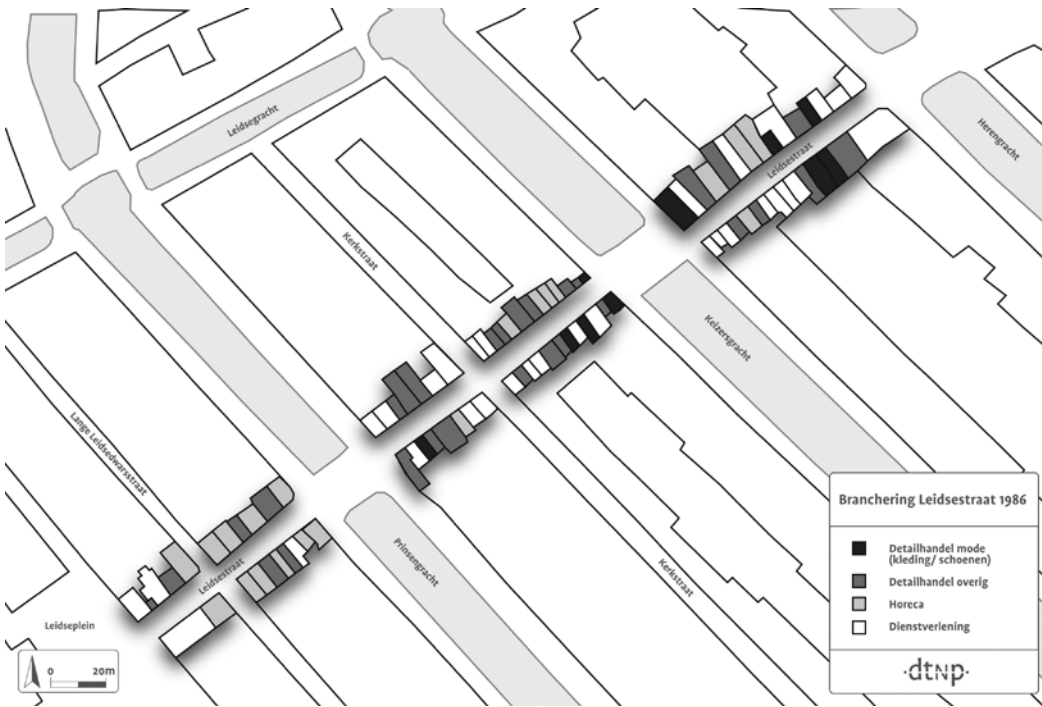 Leidsegracht
Herengracht
Leidsestraat
Kerkstraat
Keizersgracht
Lange Leidsedwarsstraat
Leidsestraat
Prinsengracht
Kerkstraat
Leidseplein
0 20m
Branchering Leidsestraat 1986
Detailhandel mode
(kleding/ schoenen)
Detailhandel overig
Horeca
Dienstverlening
·dtnp·